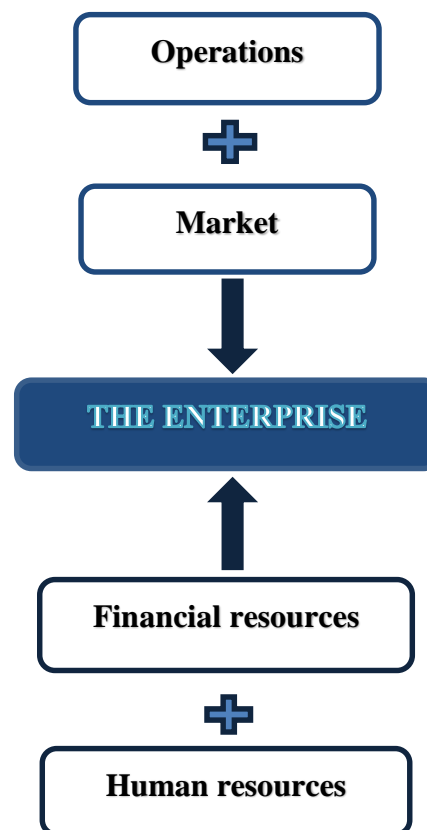 Operations
Market
THE ENTERPRISE
Financial resources
Human resources